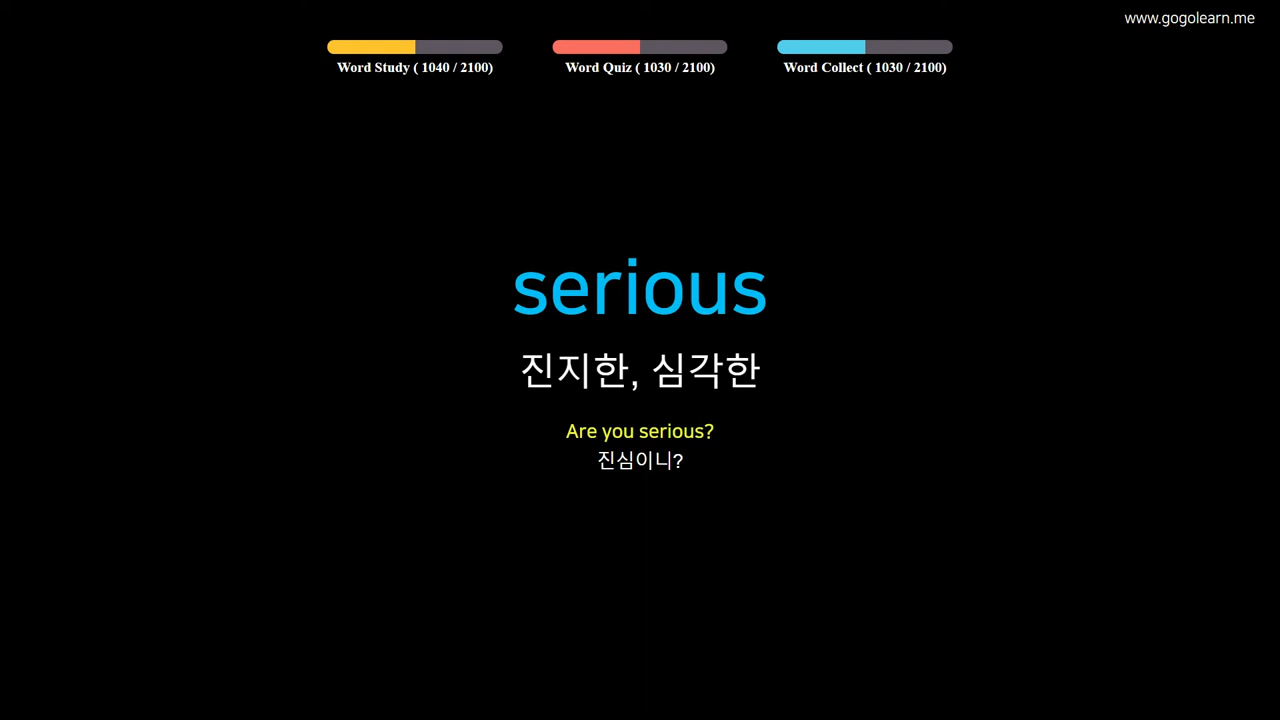 www.gogolearn.me
Word Study ( 1040 / 2100)
Word Quiz ( 1030 / 2100)
Word Collect ( 1030 / 2100)
serious
진지한, 심각한
Are you serious?
진심이니?